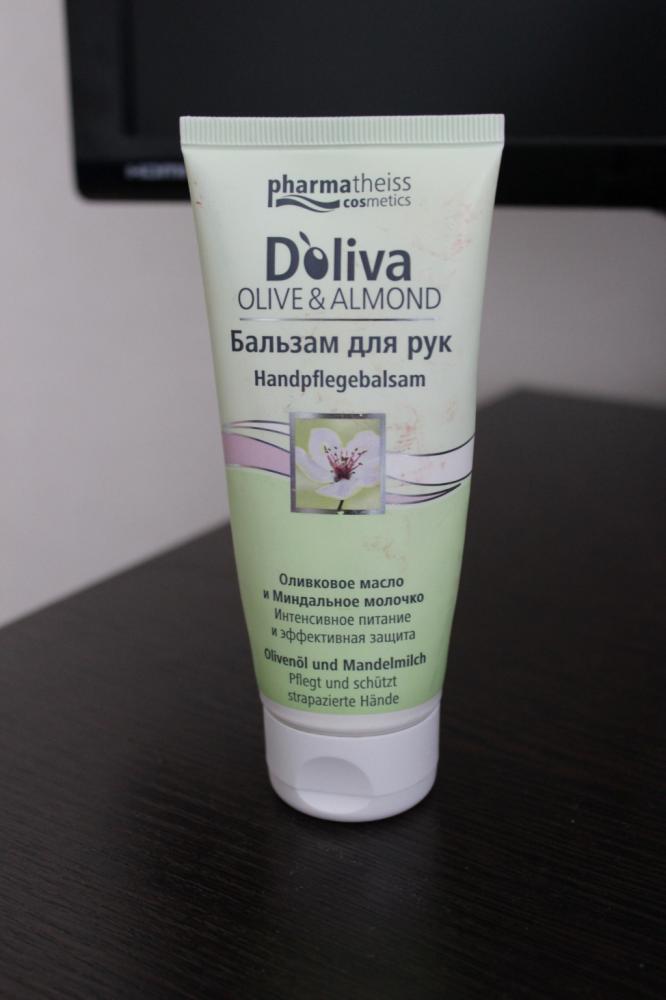 HDMI
pharmatheiss
cosmetics
D'oliva
OLIVE & ALMOND
Бальзам для рук
Handpflegebalsam
Оливковое масло
и Миндальное молочко
Интенсивное питание
и эффективная защита
Olivenöl und Mandelmilch
Pflegt und schützt
strapazierte Hände